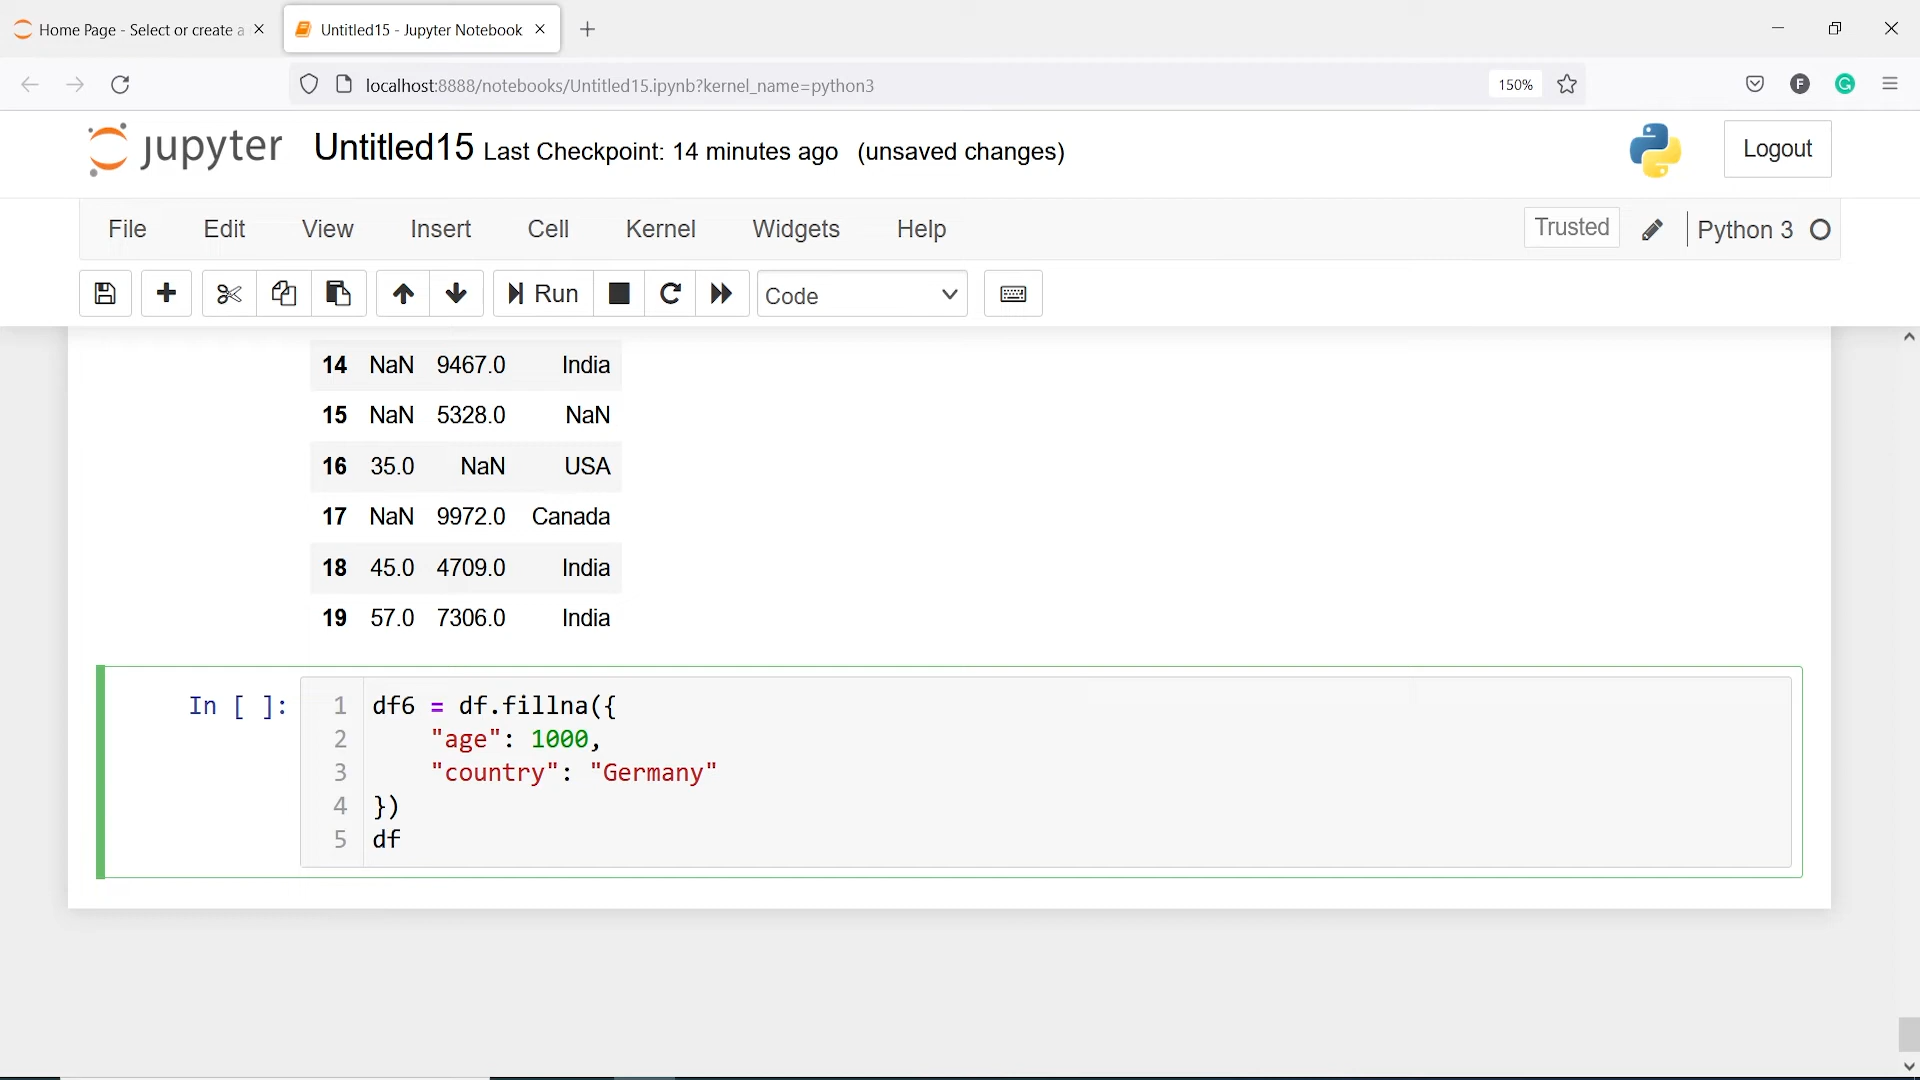 Home Page - Select or create a
Untitled15 - Jupyter Notebook
localhost:8888/notebooks/Untitled15.ipynb?kernel_name=python3
150%
F
G
jupyter Untitled15 Last Checkpoint: 14 minutes ago (unsaved changes)
Logout
File Edit View Insert Cell Kernel Widgets Help
Trusted Python 3
Run Code
14 NaN 9467.0 India
15 NaN 5328.0 NaN
16 35.0 NaN USA
17 NaN 9972.0 Canada
18 45.0 4709.0 India
19 57.0 7306.0 India
In [ ]: 1 df6 = df.fillna({
2 "age": 1000,
3 "country": "Germany"
4 })
5 df